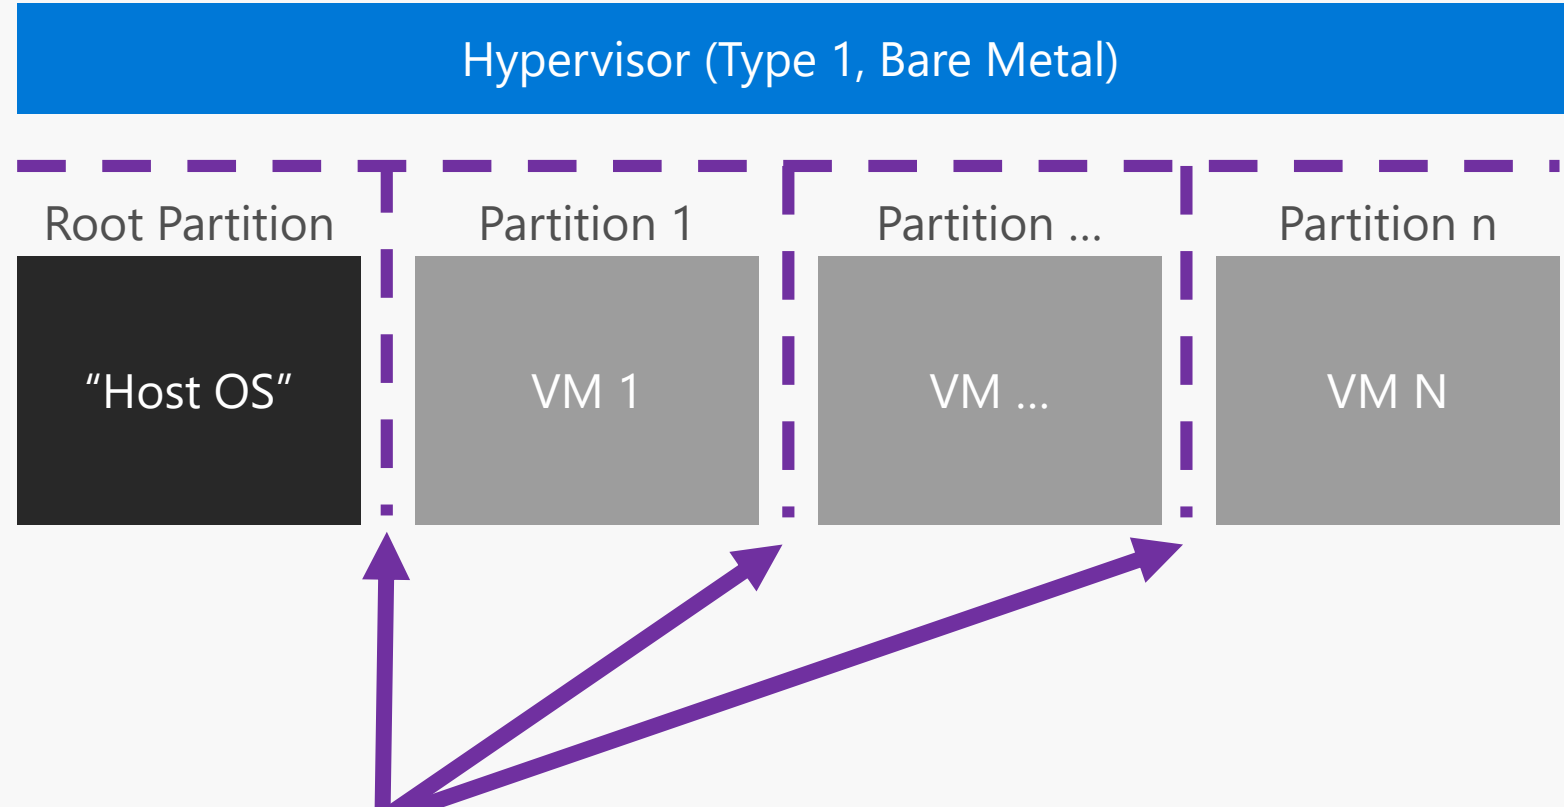 Hypervisor (Type 1, Bare Metal)
Root Partition
Partition 1
Partition ...
Partition n
“Host OS”
VM 1
VM ...
VM N